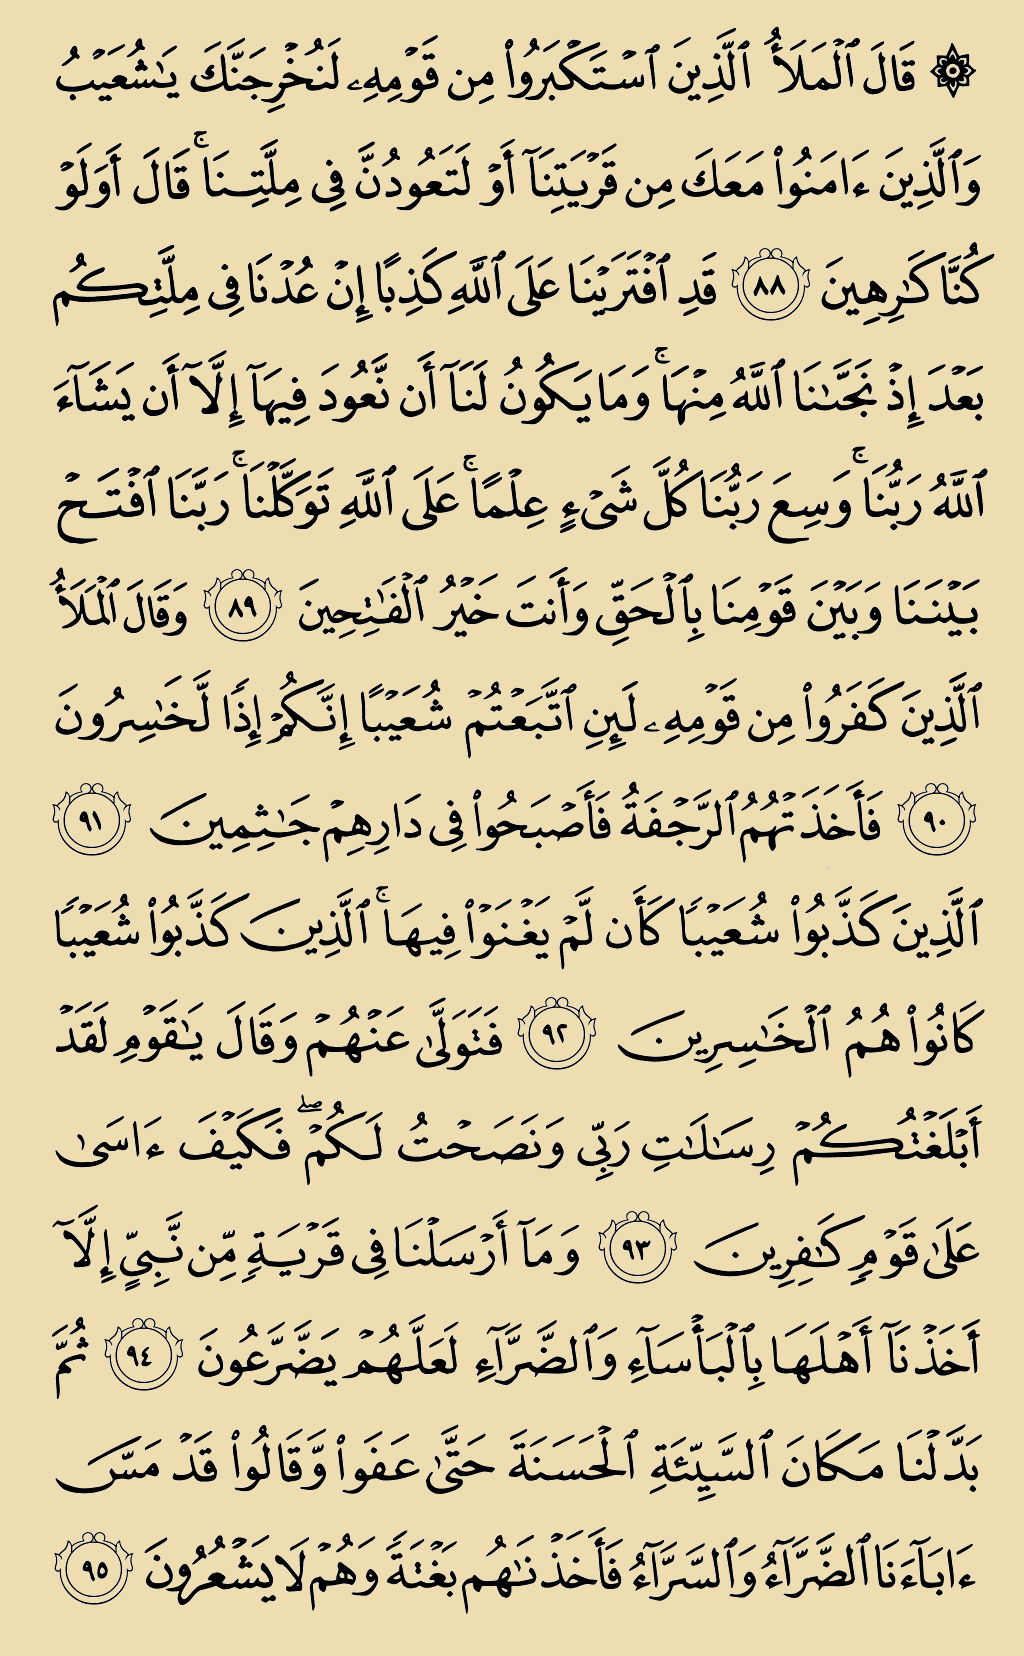 ۞ قَالَ ٱلۡمَلَأُ ٱلَّذِينَ ٱسۡتَكۡبَرُواْ مِن قَوۡمِهِۦ لَنُخۡرِجَنَّكَ يَٰشُعَيۡبُ
وَٱلَّذِينَ ءَامَنُواْ مَعَكَ مِن قَرۡيَتِنَآ أَوۡ لَتَعُودُنَّ فِي مِلَّتِنَاۚ قَالَ أَوَلَوۡ
كُنَّا كَٰرِهِينَ ٨٨ قَدِ ٱفۡتَرَيۡنَا عَلَى ٱللَّهِ كَذِبًا إِنۡ عُدۡنَا فِي مِلَّتِكُم
بَعۡدَ إِذۡ نَجَّىٰنَا ٱللَّهُ مِنۡهَاۚ وَمَا يَكُونُ لَنَآ أَن نَّعُودَ فِيهَآ إِلَّآ أَن يَشَآءَ
ٱللَّهُ رَبُّنَاۚ وَسِعَ رَبُّنَا كُلَّ شَيۡءٍ عِلۡمًاۚ عَلَى ٱللَّهِ تَوَكَّلۡنَاۚ رَبَّنَا ٱفۡتَحۡ
بَيۡنَنَا وَبَيۡنَ قَوۡمِنَا بِٱلۡحَقِّ وَأَنتَ خَيۡرُ ٱلۡفَٰتِحِينَ ٨٩ وَقَالَ ٱلۡمَلَأُ
ٱلَّذِينَ كَفَرُواْ مِن قَوۡمِهِۦ لَئِنِ ٱتَّبَعۡتُمۡ شُعَيۡبًا إِنَّكُمۡ إِذٗا لَّخَٰسِرُونَ
٩٠ فَأَخَذَتۡهُمُ ٱلرَّجۡفَةُ فَأَصۡبَحُواْ فِي دَارِهِمۡ جَٰثِمِينَ ٩١
ٱلَّذِينَ كَذَّبُواْ شُعَيۡبٗا كَأَن لَّمۡ يَغۡنَوۡاْ فِيهَاۚ ٱلَّذِينَ كَذَّبُواْ شُعَيۡبٗا
كَانُواْ هُمُ ٱلۡخَٰسِرِينَ ٩٢ فَتَوَلَّىٰ عَنۡهُمۡ وَقَالَ يَٰقَوۡمِ لَقَدۡ
أَبۡلَغۡتُكُمۡ رِسَٰلَٰتِ رَبِّي وَنَصَحۡتُ لَكُمۡۖ فَكَيۡفَ ءَاسَىٰ
عَلَىٰ قَوۡمٖ كَٰفِرِينَ ٩٣ وَمَآ أَرۡسَلۡنَا فِي قَرۡيَةٖ مِّن نَّبِيٍّ إِلَّآ
أَخَذۡنَآ أَهۡلَهَا بِٱلۡبَأۡسَآءِ وَٱلضَّرَّآءِ لَعَلَّهُمۡ يَضَّرَّعُونَ ٩٤ ثُمَّ
بَدَّلۡنَا مَكَانَ ٱلسَّيِّئَةِ ٱلۡحَسَنَةَ حَتَّىٰ عَفَواْ وَّقَالُواْ قَدۡ مَسَّ
ءَابَآءَنَا ٱلضَّرَّآءُ وَٱلسَّرَّآءُ فَأَخَذۡنَٰهُم بَغۡتَةٗ وَهُمۡ لَا يَشۡعُرُونَ ٩٥